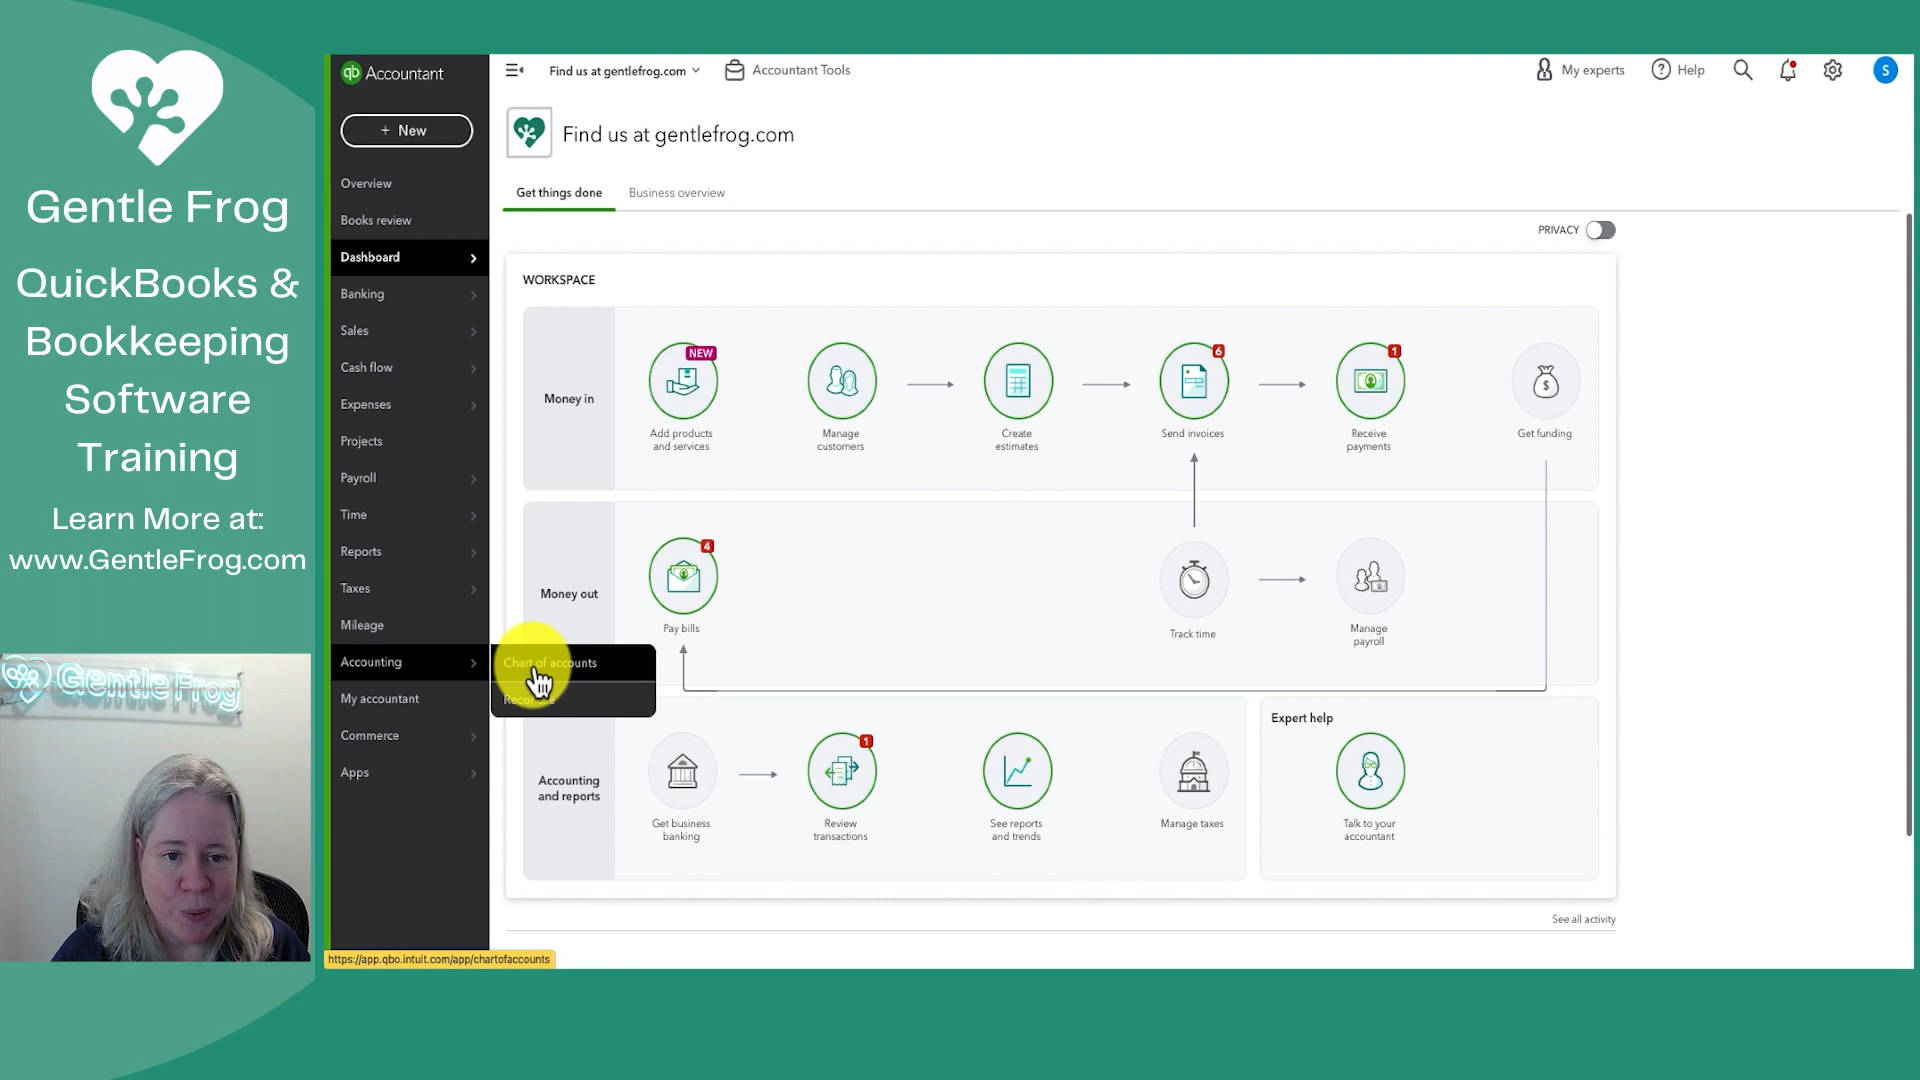 Gentle Frog
QuickBooks &
Bookkeeping
Software
Training
Learn More at:
www.GentleFrog.com
Gentle Frog
qb Accountant
+ New
Overview
Books review
Dashboard
Banking
Sales
Cash flow
Expenses
Projects
Payroll
Time
Reports
Taxes
Mileage
Accounting
My accountant
Commerce
Apps
Chart of accounts
Reconcile
Find us at gentlefrog.com
Accountant Tools
My experts
Help
S
Find us at gentlefrog.com
Get things done
Business overview
PRIVACY
WORKSPACE
Money in
NEW
Add products
and services
Manage
customers
Create
estimates
6
Send invoices
1
Receive
payments
Get funding
Money out
4
Pay bills
Track time
Manage
payroll
Accounting
and reports
Get business
banking
1
Review
transactions
See reports
and trends
Manage taxes
Expert help
Talk to your
accountant
See all activity
https://app.qbo.intuit.com/app/chartofaccounts